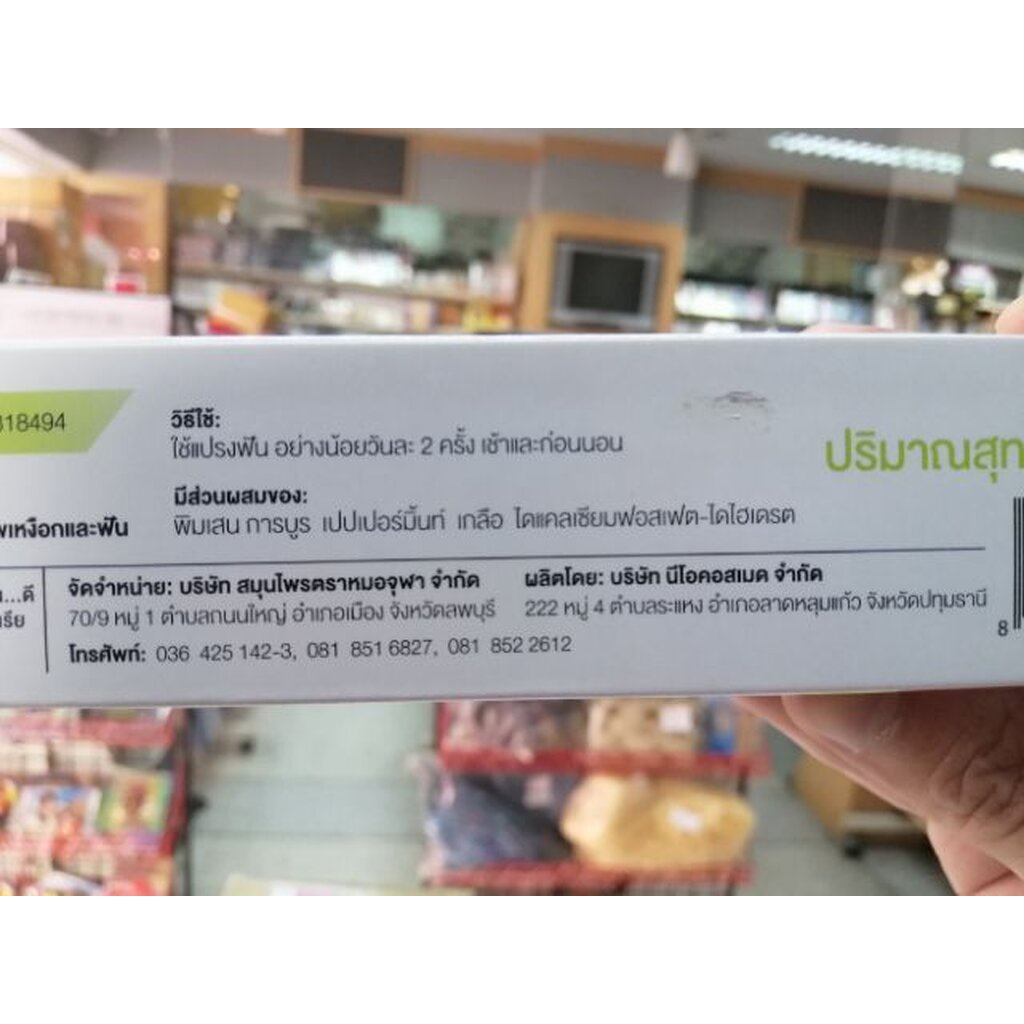 318494
วิธีใช้:
ใช้แปรงฟัน อย่างน้อยวันละ 2 ครั้ง เช้าและก่อนนอน
ปริมาณสุท
มีส่วนผสมของ:
พิมเสน การบูร เปปเปอร์มิ้นท์ เกลือ ไดแคลเซียมฟอสเฟต-ไดไฮเดรต
พเหงือกและฟัน
...ดี
เรีย
จัดจำหน่าย: บริษัท สมุนไพรตราหมอจุฬา จำกัด
70/9 หมู่ 1 ตำบลถนนใหญ่ อำเภอเมือง จังหวัดลพบุรี
โทรศัพท์: 036 425 142-3, 081 851 6827, 081 852 2612
ผลิตโดย: บริษัท นีโอคอสเมด จำกัด
222 หมู่ 4 ตำบลระแหง อำเภอลาดหลุมแก้ว จังหวัดปทุมธานี
8